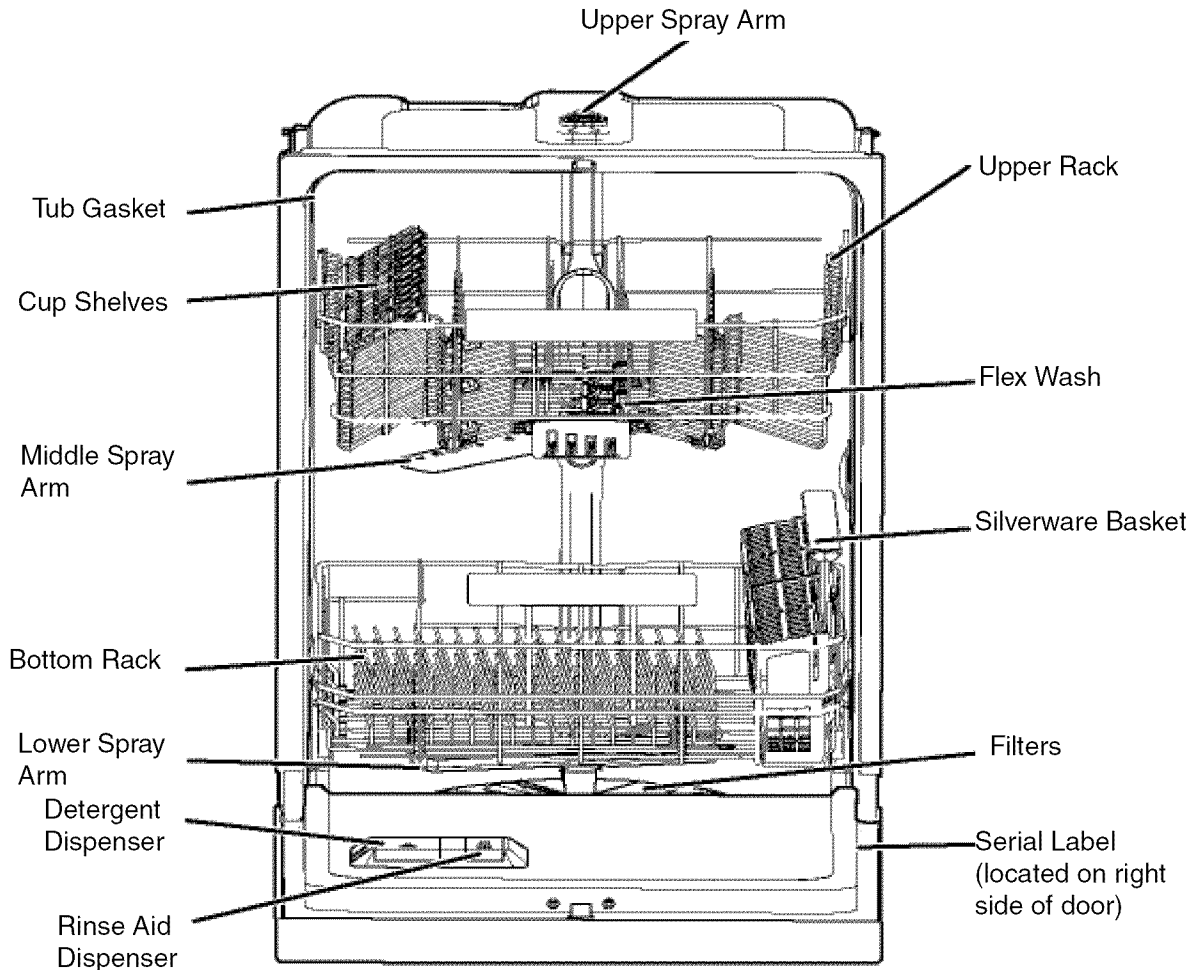 Upper Spray Arm
Upper Rack
Tub Gasket
Cup Shelves
Flex Wash
Middle Spray
Arm
Silverware Basket
Bottom Rack
Lower Spray
Arm
Filters
Detergent
Dispenser
Serial Label
(located on right
side of door)
Rinse Aid
Dispenser